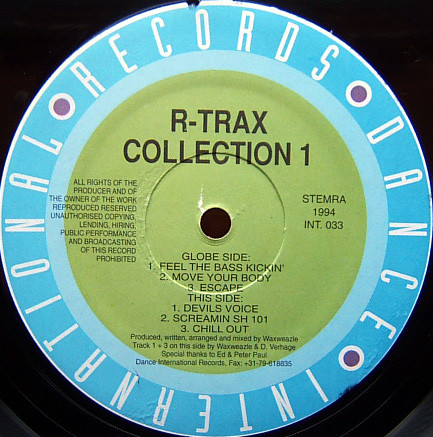 DANCE INTERNATIONAL RECORDS
R-TRAX
COLLECTION 1
ALL RIGHTS OF THE
PRODUCER AND OF
THE OWNER OF THE WORK
REPRODUCED RESERVED
UNAUTHORISED COPYING,
LENDING, HIRING,
PUBLIC PERFORMANCE
AND BROADCASTING
OF THIS RECORD
PROHIBITED
STEMRA
1994
INT. 033
GLOBE SIDE:
1. FEEL THE BASS KICKIN'
2. MOVE YOUR BODY
3. ESCAPE
THIS SIDE:
1. DEVILS VOICE
2. SCREAMIN SH 101
3. CHILL OUT
Produced, written, arranged and mixed by Waxweazle
Track 1 + 3 on this side by Waxweazle & D. Verhage
Special thanks to Ed & Peter Paul
Dance International Records, Fax: +31-79-618835